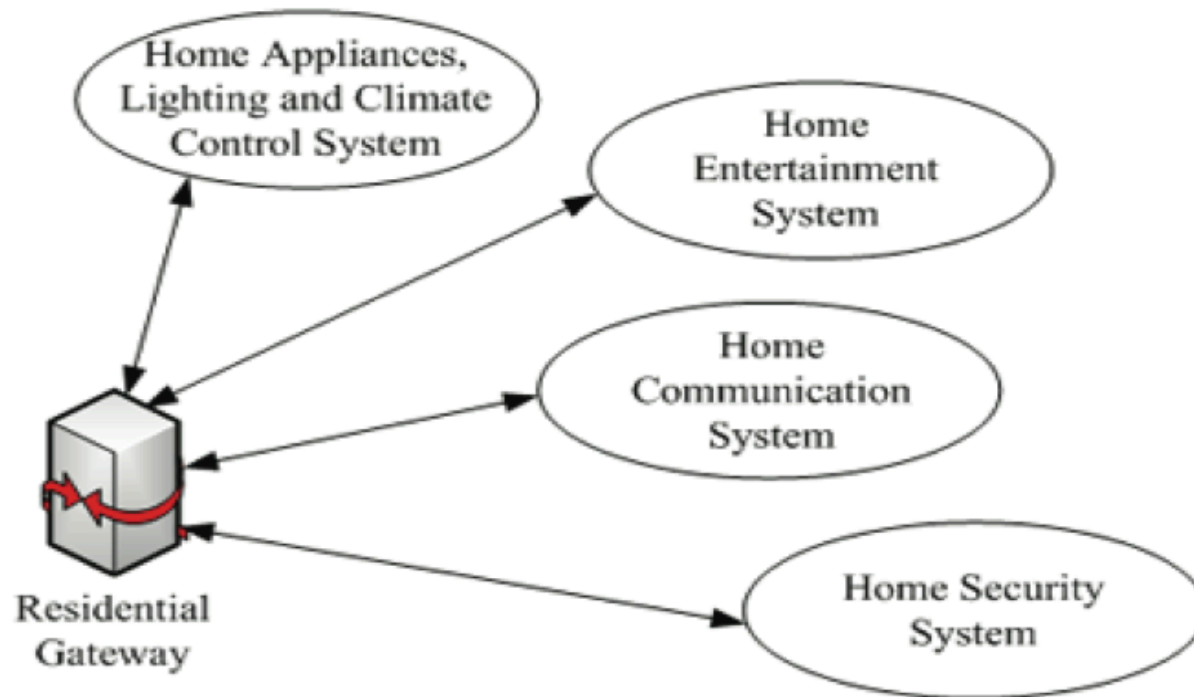 Home Appliances,
Lighting and Climate
Control System
Home
Entertainment
System
Home
Communication
System
Home Security
System
Residential
Gateway